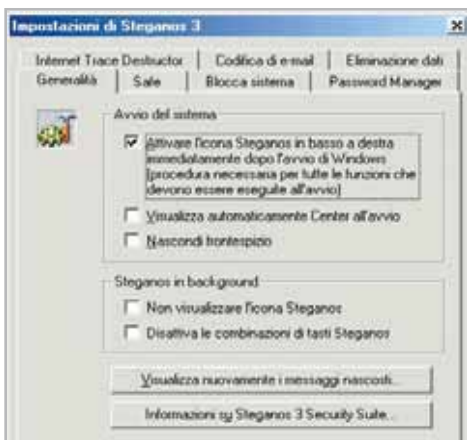 Impostazioni di Steganos 3
Internet Trace Destructor
Codifica di e-mail
Eliminazione dati
Generalità
Safe
Blocca sistema
Password Manager
Avvio del sistema
Attivare l'icona Steganos in basso a destra
immediatamente dopo l'avvio di Windows
[procedura necessaria per tutte le funzioni che
devono essere eseguite all'avvio]
Visualizza automaticamente Center all'avvio
Nascondi frontespizio
Steganos in background
Non visualizzare l'icona Steganos
Disattiva le combinazioni di tasti Steganos
Visualizza nuovamente i messaggi nascosti...
Informazioni su Steganos 3 Security Suite...